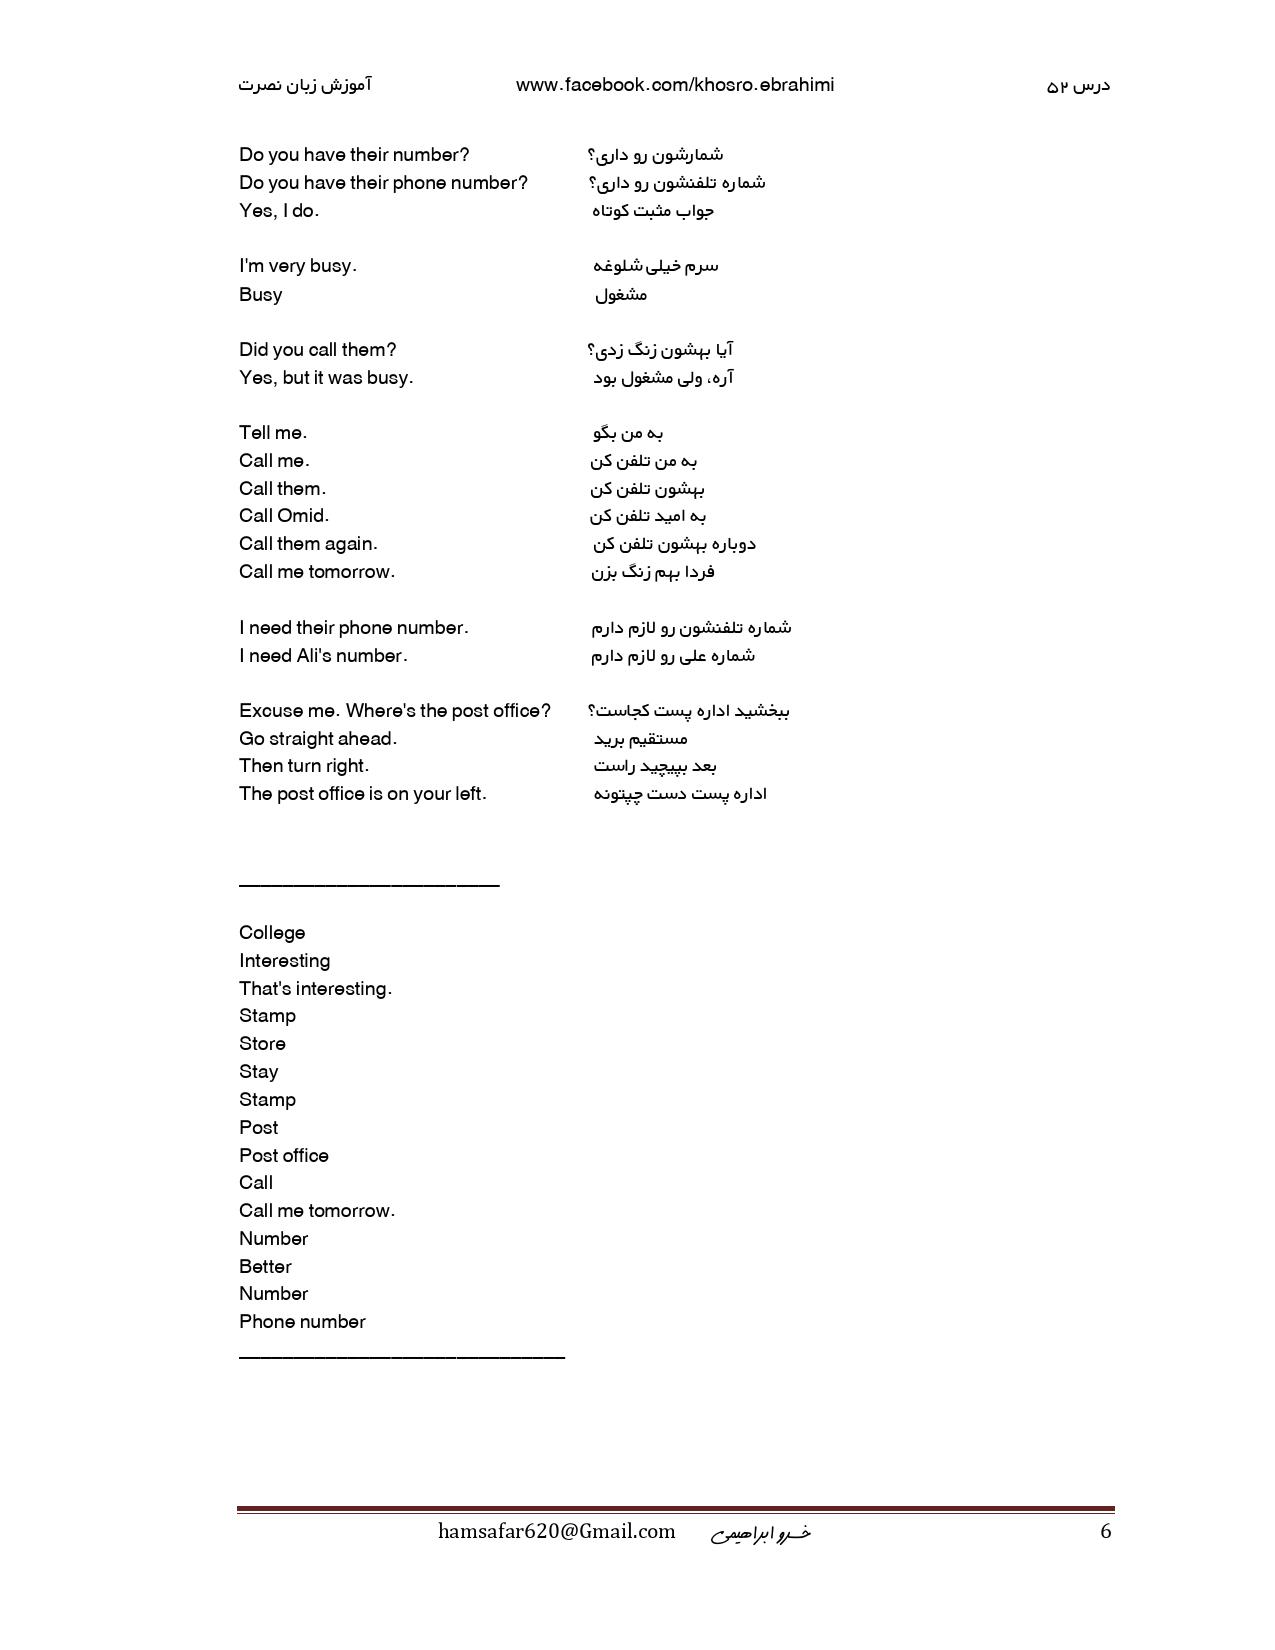 آموزش زبان نصرت www.facebook.com/khosro.ebrahimi درس ۵۲
Do you have their number? شمارشون رو داری؟
Do you have their phone number? شماره تلفنشون رو داری؟
Yes, I do. جواب مثبت کوتاه
I'm very busy. سرم خیلی شلوغه
Busy مشغول
Did you call them? آیا بهشون زنگ زدی؟
Yes, but it was busy. آره، ولی مشغول بود
Tell me. به من بگو
Call me. به من تلفن کن
Call them. بهشون تلفن کن
Call Omid. به امید تلفن کن
Call them again. دوباره بهشون تلفن کن
Call me tomorrow. فردا بهم زنگ بزن
I need their phone number. شماره تلفنشون رو لازم دارم
I need Ali's number. شماره علی رو لازم دارم
Excuse me. Where's the post office? ببخشید اداره پست کجاست؟
Go straight ahead. مستقیم برید
Then turn right. بعد بپیچید راست
The post office is on your left. اداره پست دست چپتونه
College
Interesting
That's interesting.
Stamp
Store
Stay
Stamp
Post
Post office
Call
Call me tomorrow.
Number
Better
Number
Phone number
hamsafar620@Gmail.com خسرو ابراهیمی 6